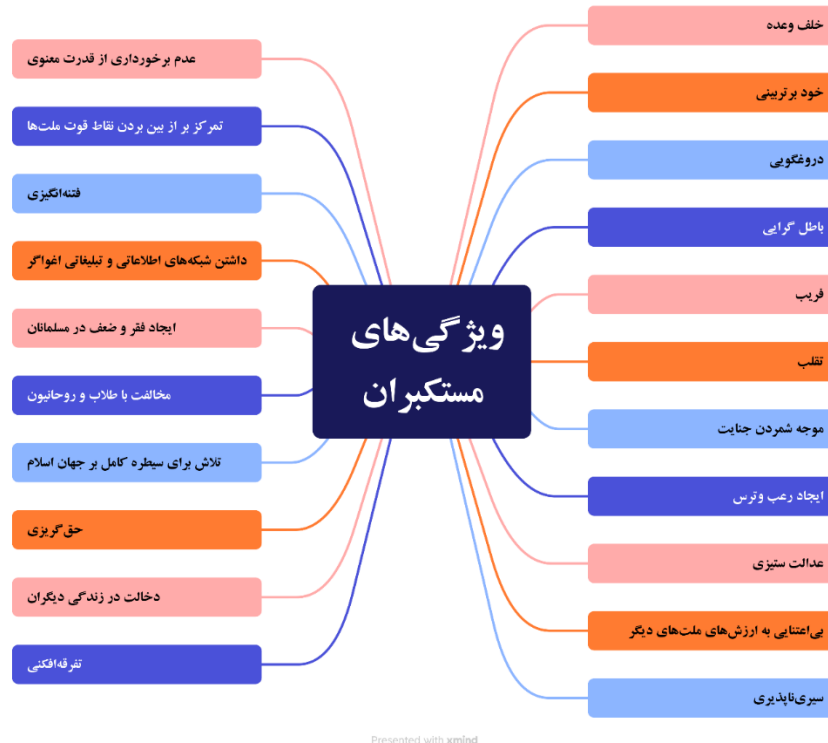 ویژگی‌های
مستکبران
خلف وعده
خود برتربینی
دروغگویی
باطل گرایی
فریب
تقلب
موجه شمردن جنایت
ایجاد رعب وترس
عدالت ستیزی
بی‌اعتنایی به ارزش‌های ملت‌های دیگر
سیری‌ناپذیری
عدم برخورداری از قدرت معنوی
تمرکز بر از بین بردن نقاط قوت ملت‌ها
فتنه‌انگیزی
داشتن شبکه‌های اطلاعاتی و تبلیغاتی اغواگر
ایجاد فقر و ضعف در مسلمانان
مخالفت با طلاب و روحانیون
تلاش برای سیطره کامل بر جهان اسلام
حق‌گریزی
دخالت در زندگی دیگران
تفرقه‌افکنی
Presented with xmind